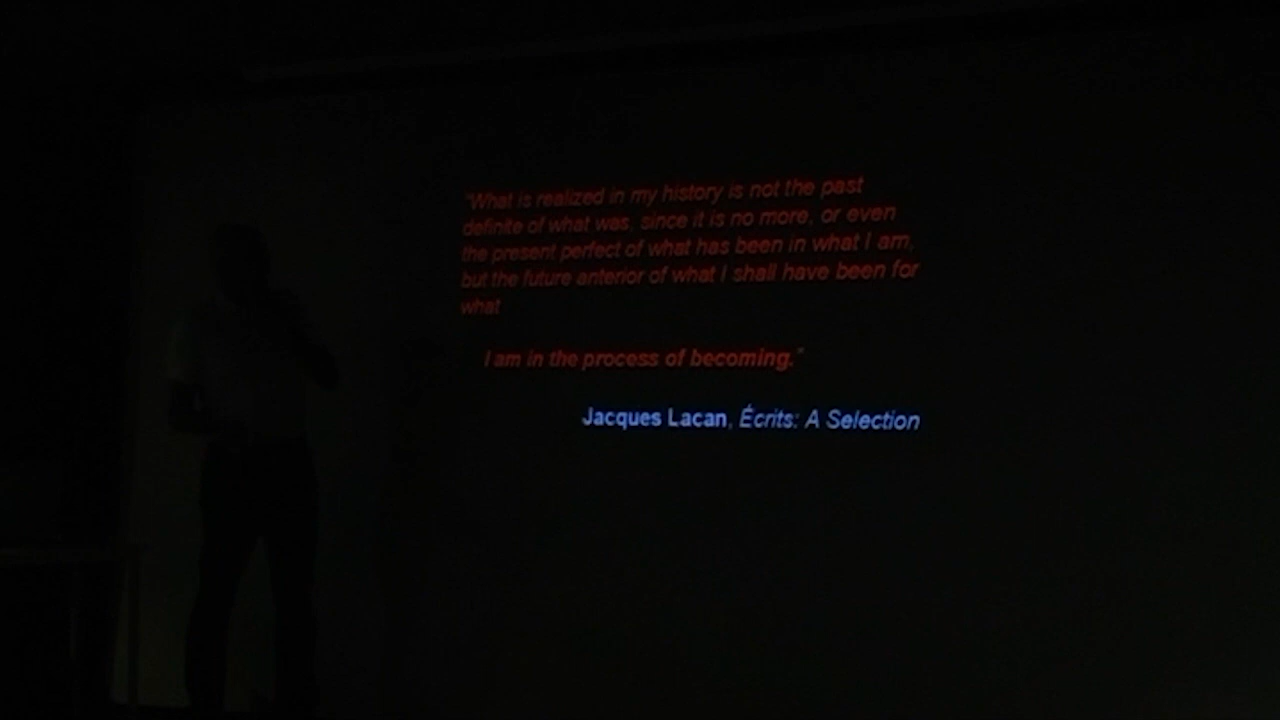 "What is realized in my history is not the past
definite of what was, since it is no more, or even
the present perfect of what has been in what I am,
but the future anterior of what I shall have been for
what
I am in the process of becoming."
Jacques Lacan, Écrits: A Selection